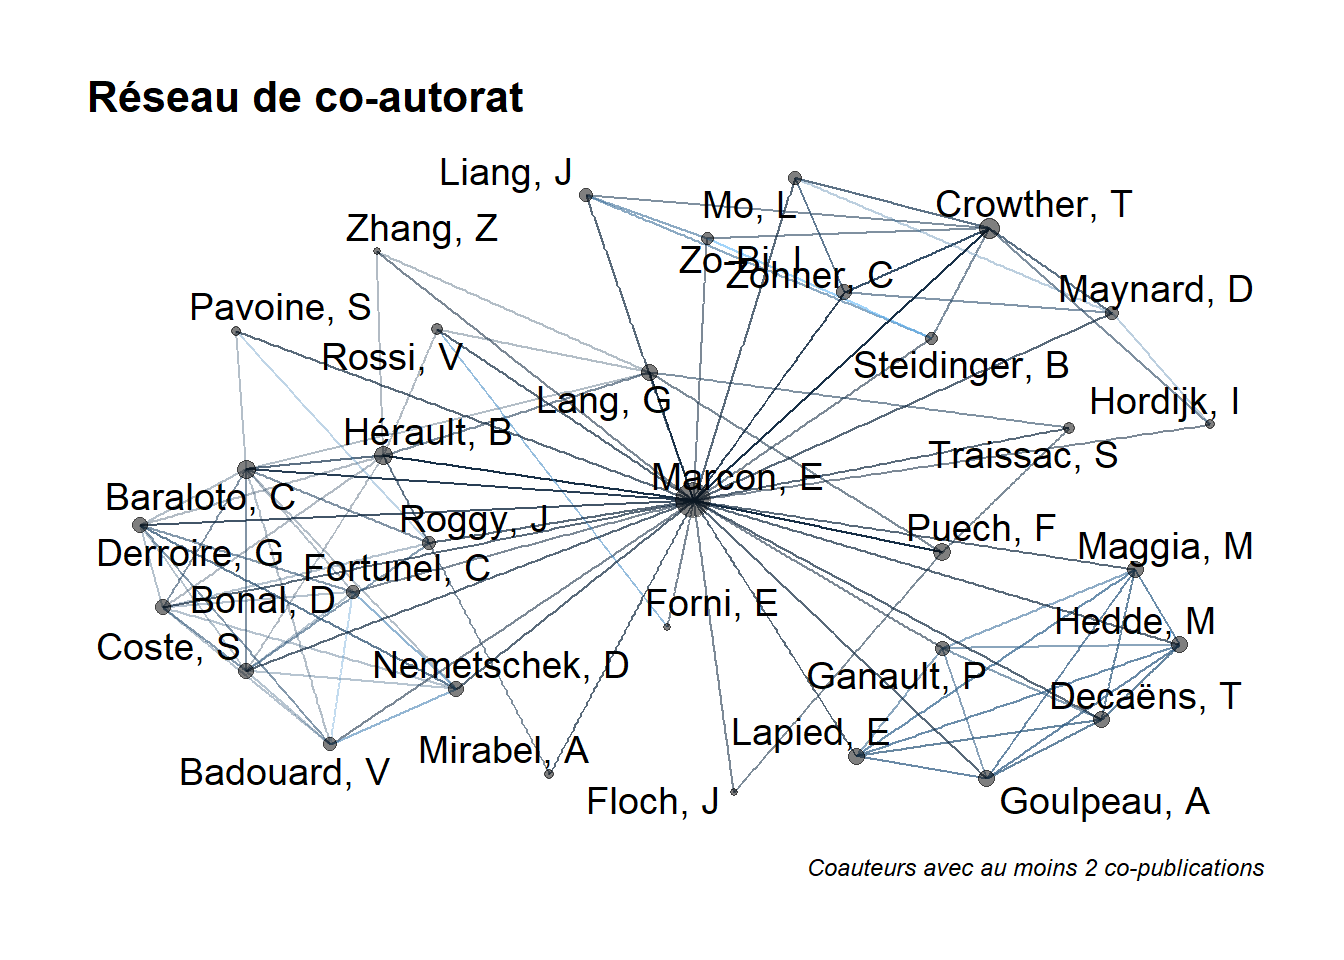 Réseau de co-autorat
Liang, J
Mo, L
Crowther, T
Zhang, Z
Zo-Bi, I
Zohner, C
Maynard, D
Pavoine, S
Rossi, V
Steidinger, B
Lang, G
Hordijk, I
Hérault, B
Traissac, S
Marcon, E
Baraloto, C
Roggy, J
Puech, F
Derroire, G
Maggia, M
Fortunel, C
Bonal, D
Forni, E
Hedde, M
Coste, S
Nemetschek, D
Ganault, P
Decaëns, T
Lapied, E
Mirabel, A
Badouard, V
Floch, J
Goulpeau, A
Coauteurs avec au moins 2 co-publications